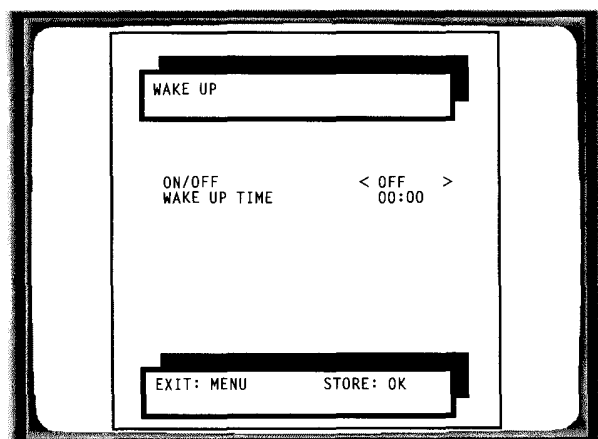 WAKE UP
ON/OFF < OFF >
WAKE UP TIME 00:00
EXIT: MENU STORE: OK